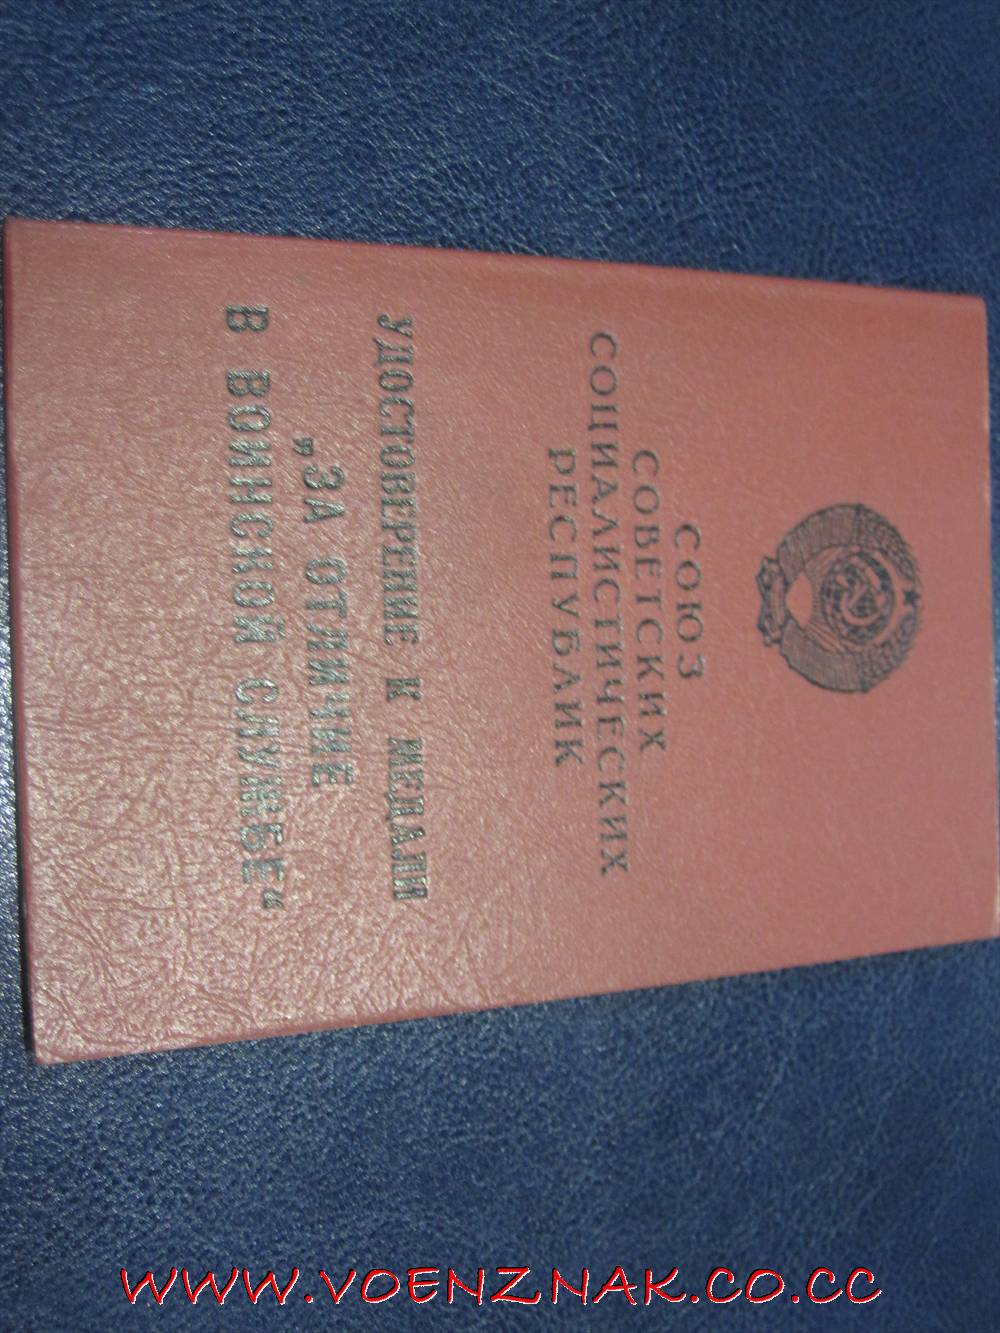 СОЮЗ
СОВЕТСКИХ
СОЦИАЛИСТИЧЕСКИХ
РЕСПУБЛИК
УДОСТОВЕРЕНИЕ К МЕДАЛИ
„ЗА ОТЛИЧИЕ
В ВОИНСКОЙ СЛУЖБЕ“
WWW.VOENZNAK.CO.CC